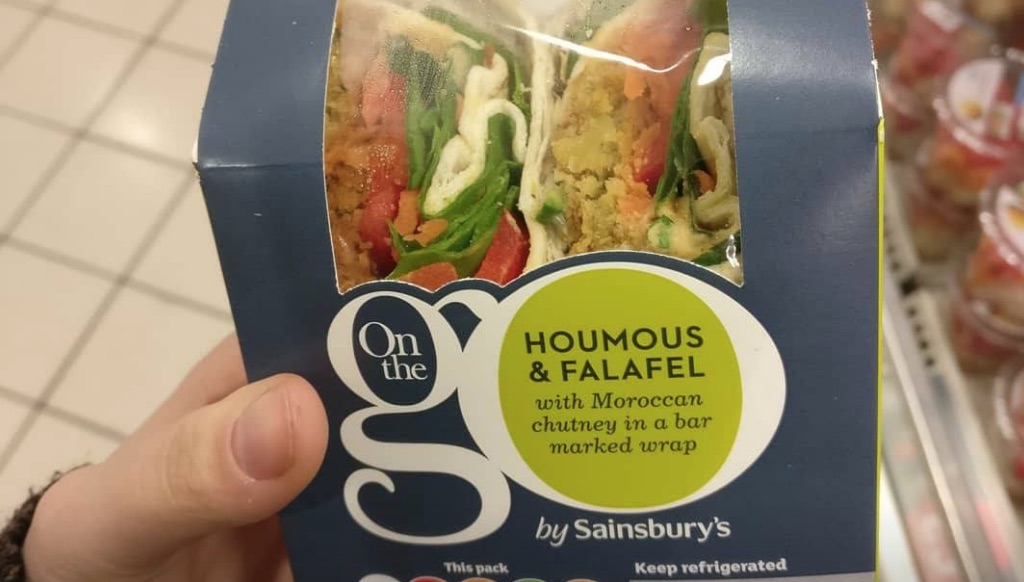 On
the
go
HOUMOUS
& FALAFEL
with Moroccan
chutney in a bar
marked wrap
by Sainsbury's
This pack
Keep refrigerated